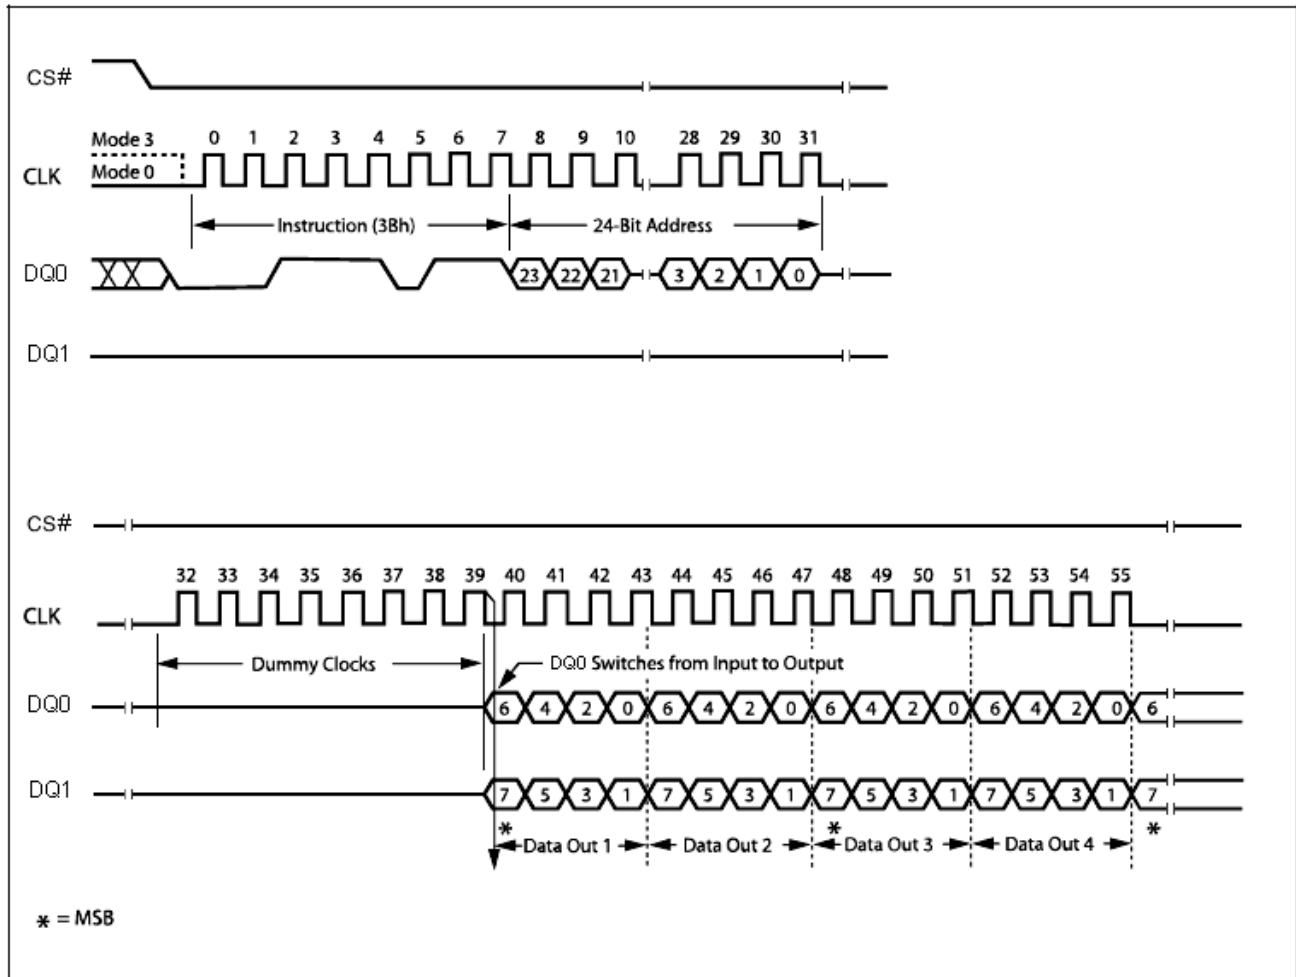 CS#
Mode 3
0 1 2 3 4 5 6 7 8 9 10 28 29 30 31
CLK
Mode 0
Instruction (3Bh) 24-Bit Address
DQ0 23 22 21 3 2 1 0
DQ1
CS#
32 33 34 35 36 37 38 39 40 41 42 43 44 45 46 47 48 49 50 51 52 53 54 55
CLK
Dummy Clocks DQ0 Switches from Input to Output
DQ0 6 4 2 0 6 4 2 0 6 4 2 0 6 4 2 0 6
DQ1 7 5 3 1 7 5 3 1 7 5 3 1 7 5 3 1 7
* * *
Data Out 1 Data Out 2 Data Out 3 Data Out 4
* = MSB